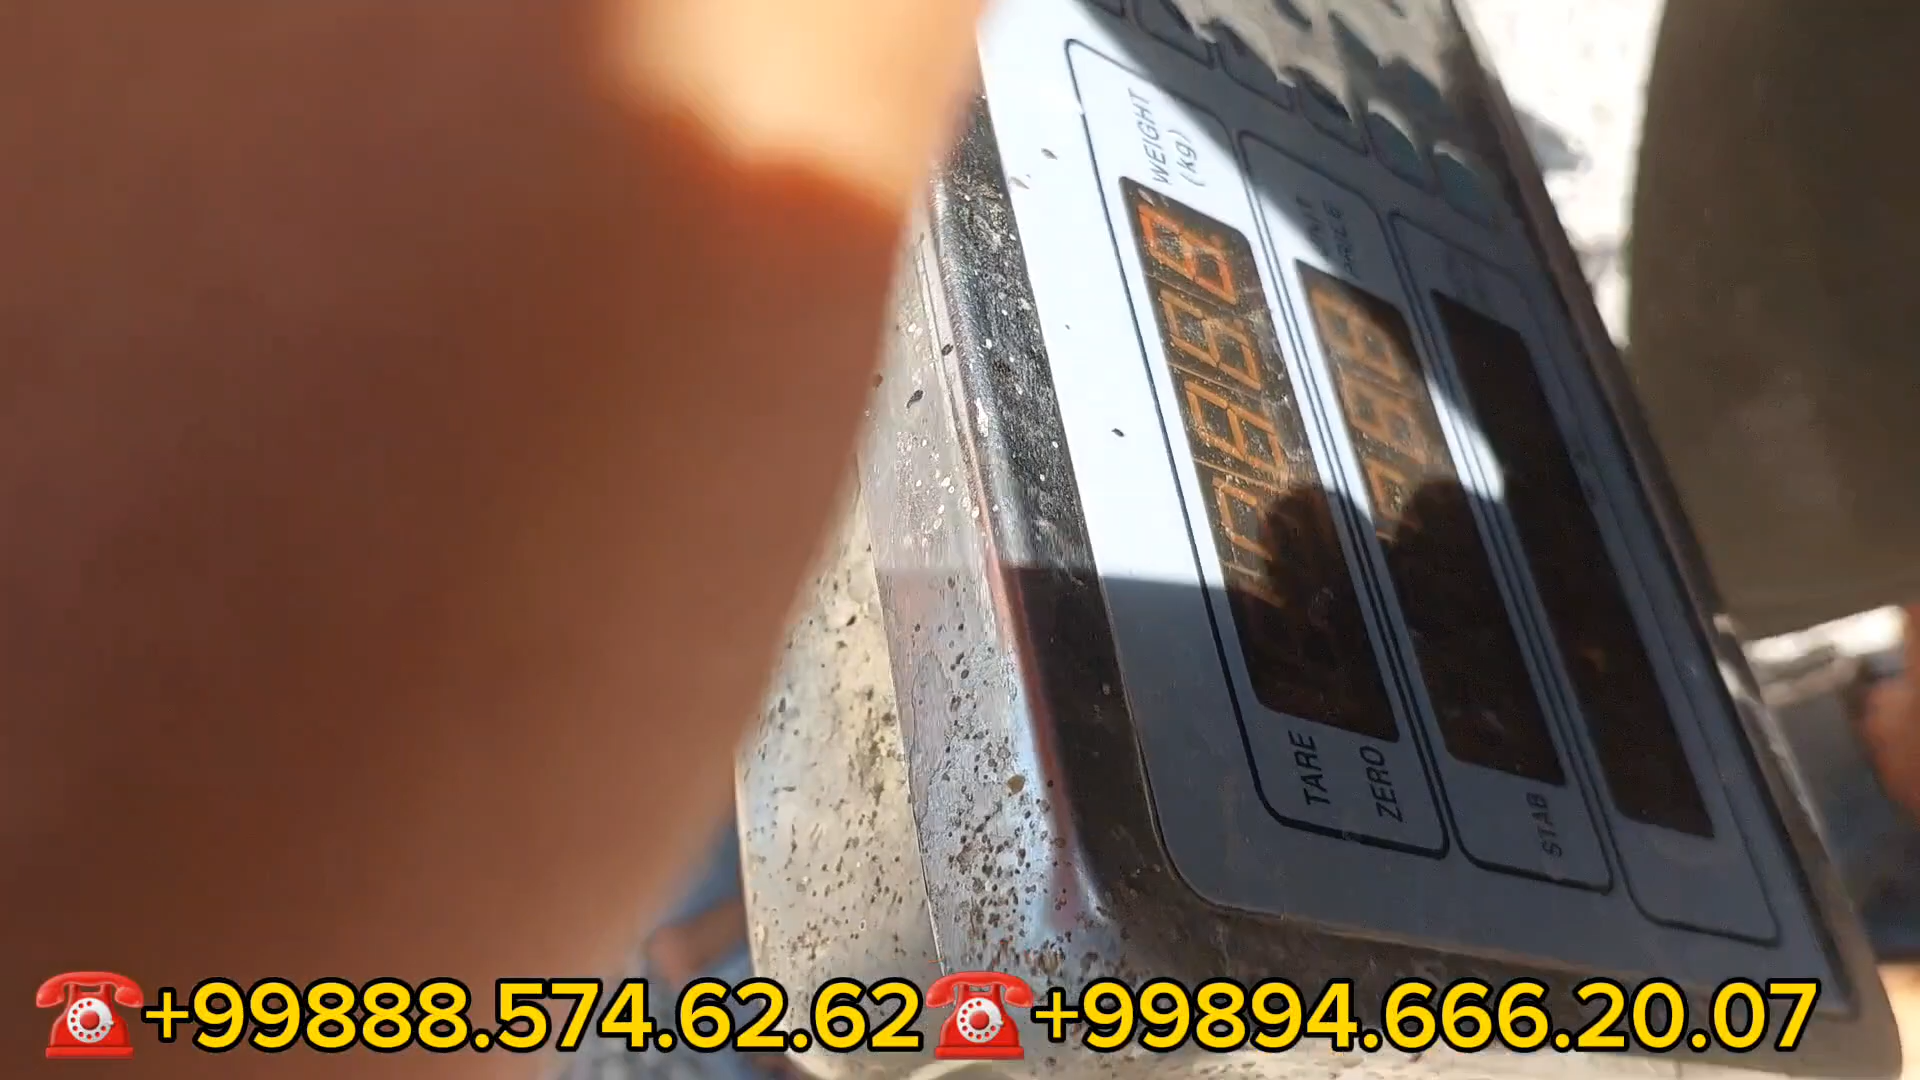 WEIGHT
(kg)
TARE
ZERO
STAB
☎+99888.574.62.62☎+99894.666.20.07